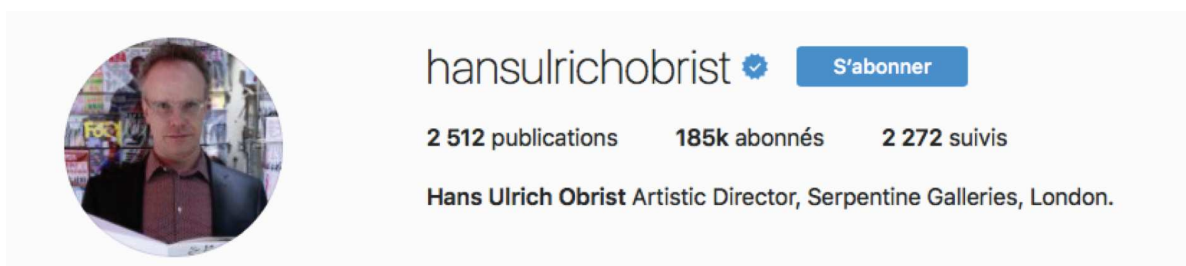 hansulrichobrist
S'abonner
2 512 publications 185k abonnés 2 272 suivis
Hans Ulrich Obrist Artistic Director, Serpentine Galleries, London.